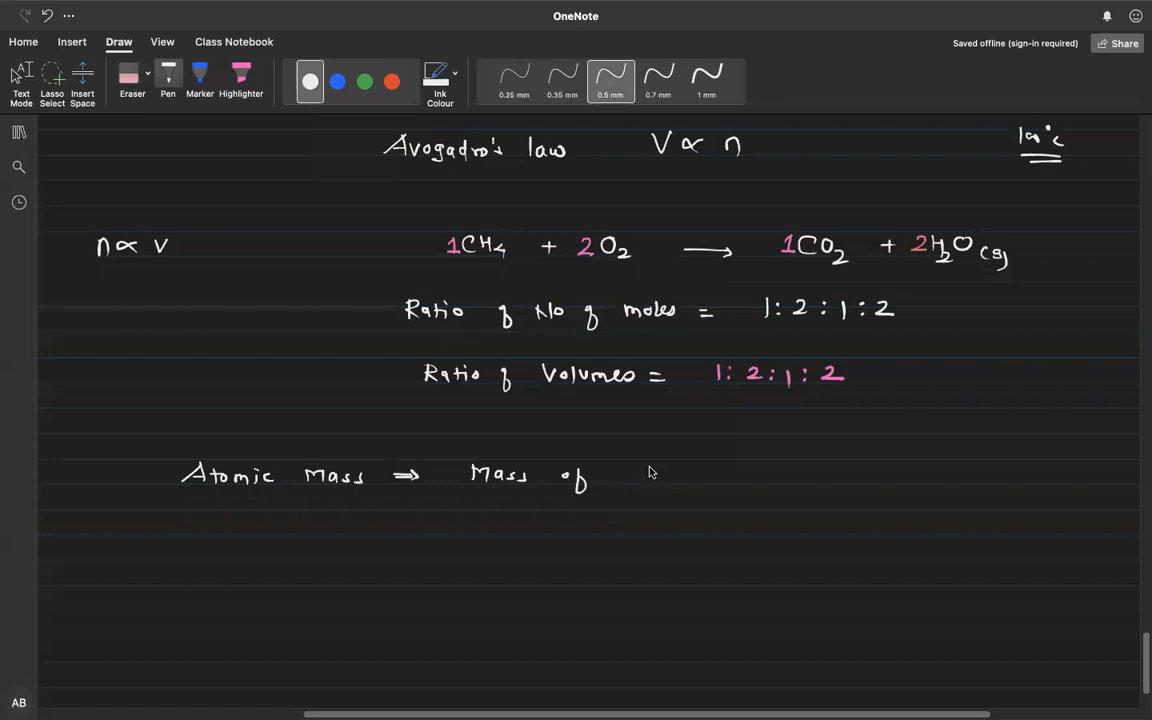 OneNote
Home Insert Draw View Class Notebook
Saved offline (sign-in required) Share
Text Mode Lasso Select Insert Space Eraser Pen Marker Highlighter Ink Colour 0.25 mm 0.35 mm 0.5 mm 0.7 mm 1 mm
Avogadro's law V ∝ n 100°C
n ∝ V 1CH₄ + 2O₂ ⟶ 1CO₂ + 2H₂O (g)
Ratio of No of moles = 1 : 2 : 1 : 2
Ratio of Volumes = 1 : 2 : 1 : 2
Atomic Mass ⇒ Mass of
AB